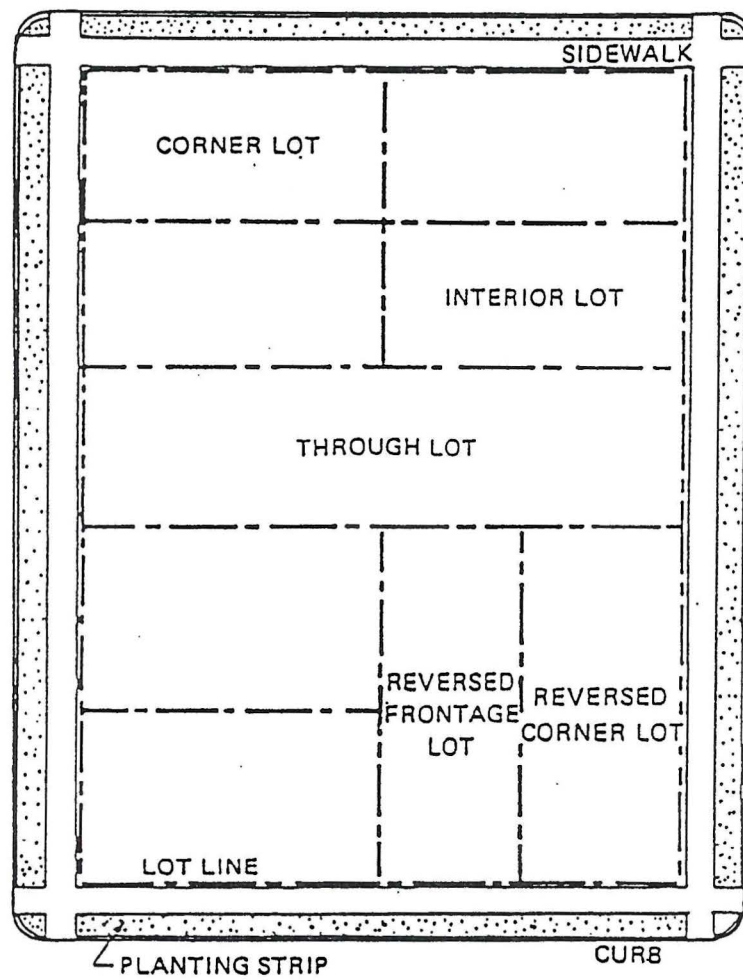 SIDEWALK
CORNER LOT
INTERIOR LOT
THROUGH LOT
REVERSED
FRONTAGE
LOT
REVERSED
CORNER LOT
LOT LINE
PLANTING STRIP
CURB